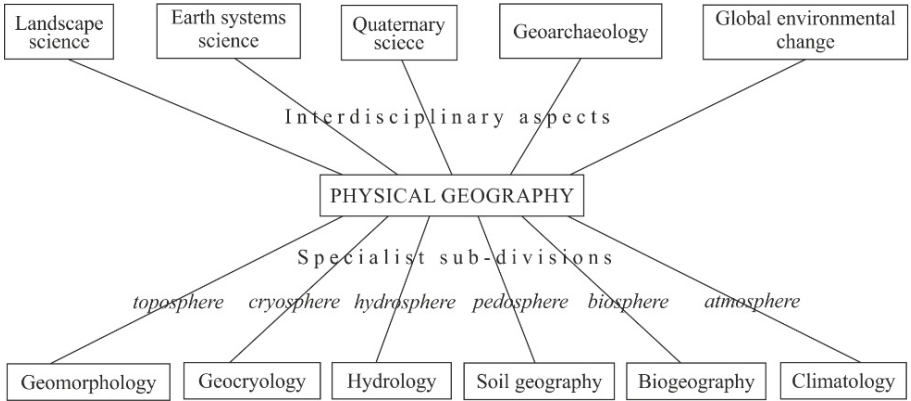 Landscape
science
Earth systems
science
Quaternary
sciece
Geoarchaeology
Global environmental
change
Interdisciplinary aspects
PHYSICAL GEOGRAPHY
Specialist sub-divisions
toposphere cryosphere hydrosphere pedosphere biosphere atmosphere
Geomorphology Geocryology Hydrology Soil geography Biogeography Climatology